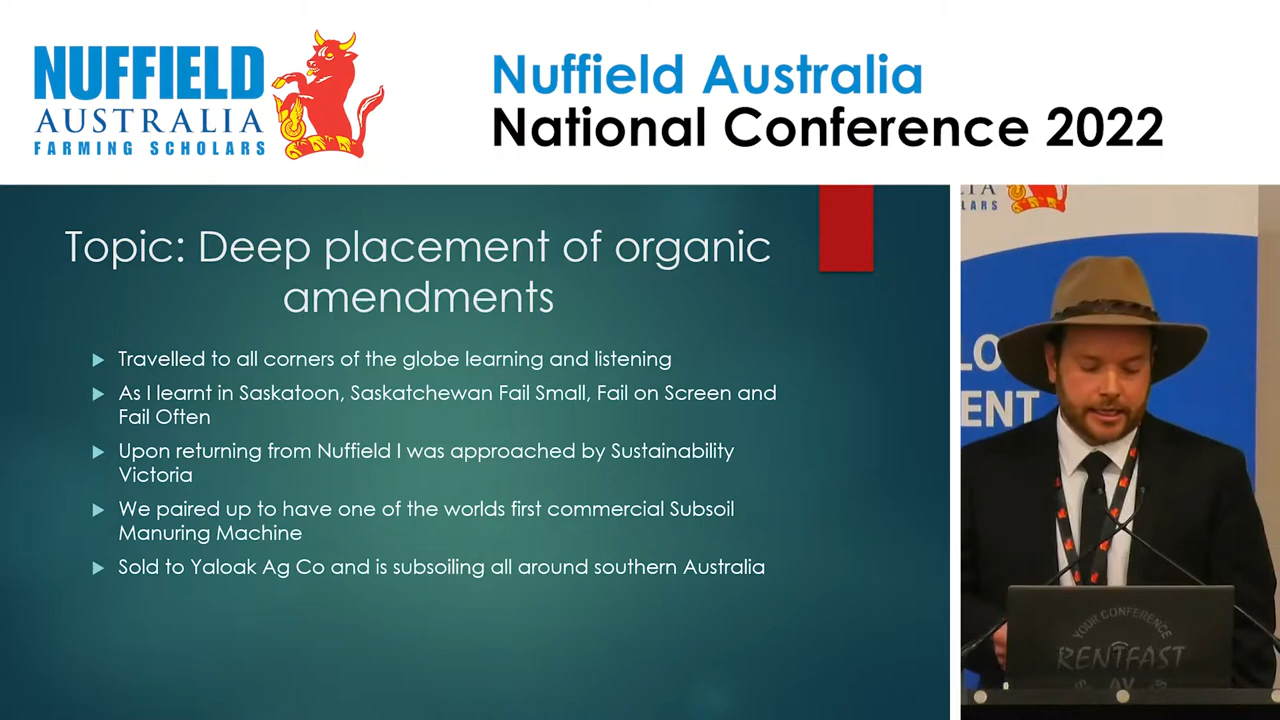 NUFFIELD
AUSTRALIA
FARMING SCHOLARS
Nuffield Australia
National Conference 2022
Topic: Deep placement of organic
amendments
Travelled to all corners of the globe learning and listening
As I learnt in Saskatoon, Saskatchewan Fail Small, Fail on Screen and
Fail Often
Upon returning from Nuffield I was approached by Sustainability
Victoria
We paired up to have one of the worlds first commercial Subsoil
Manuring Machine
Sold to Yaloak Ag Co and is subsoiling all around southern Australia
YOUR CONFERENCE
RENTFAST